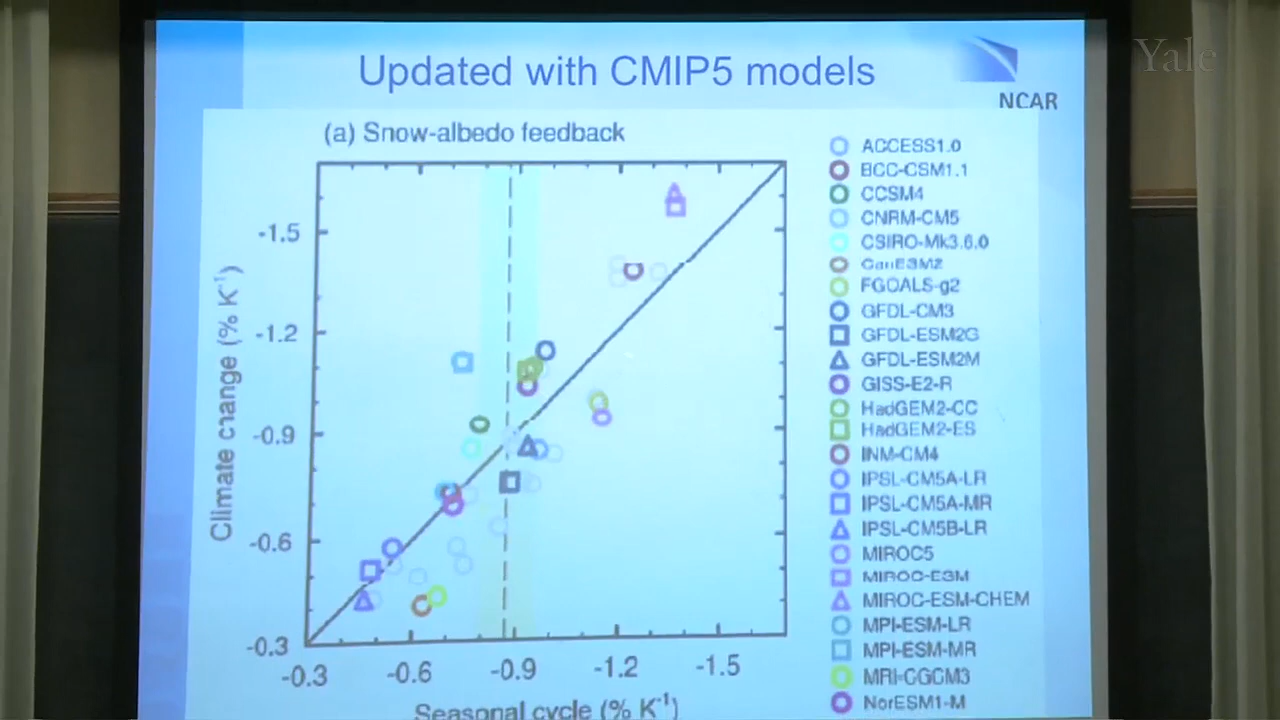 Yale
Updated with CMIP5 models
NCAR
(a) Snow-albedo feedback
Climate change (% K⁻¹)
-1.5
-1.2
-0.9
-0.6
-0.3
-0.3 -0.6 -0.9 -1.2 -1.5
Seasonal cycle (% K⁻¹)
ACCESS1.0
BCC-CSM1.1
CCSM4
CNRM-CM5
CSIRO-Mk3.6.0
CanESM2
FGOALS-g2
GFDL-CM3
GFDL-ESM2G
GFDL-ESM2M
GISS-E2-R
HadGEM2-CC
HadGEM2-ES
INM-CM4
IPSL-CM5A-LR
IPSL-CM5A-MR
IPSL-CM5B-LR
MIROC5
MIROC-ESM
MIROC-ESM-CHEM
MPI-ESM-LR
MPI-ESM-MR
MRI-CGCM3
NorESM1-M